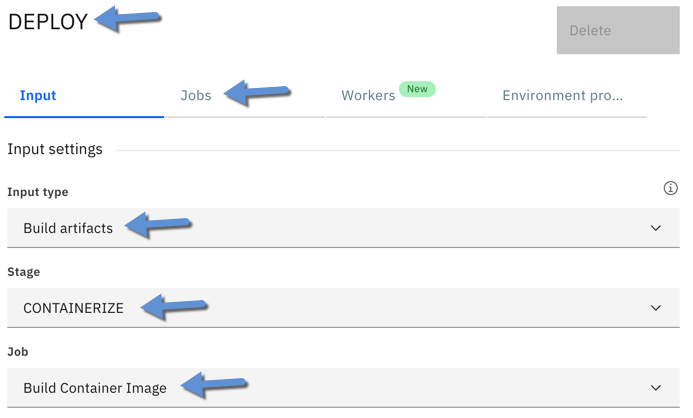 DEPLOY
Delete
Input
Jobs
Workers New
Environment pro...
Input settings
Input type
Build artifacts
Stage
CONTAINERIZE
Job
Build Container Image